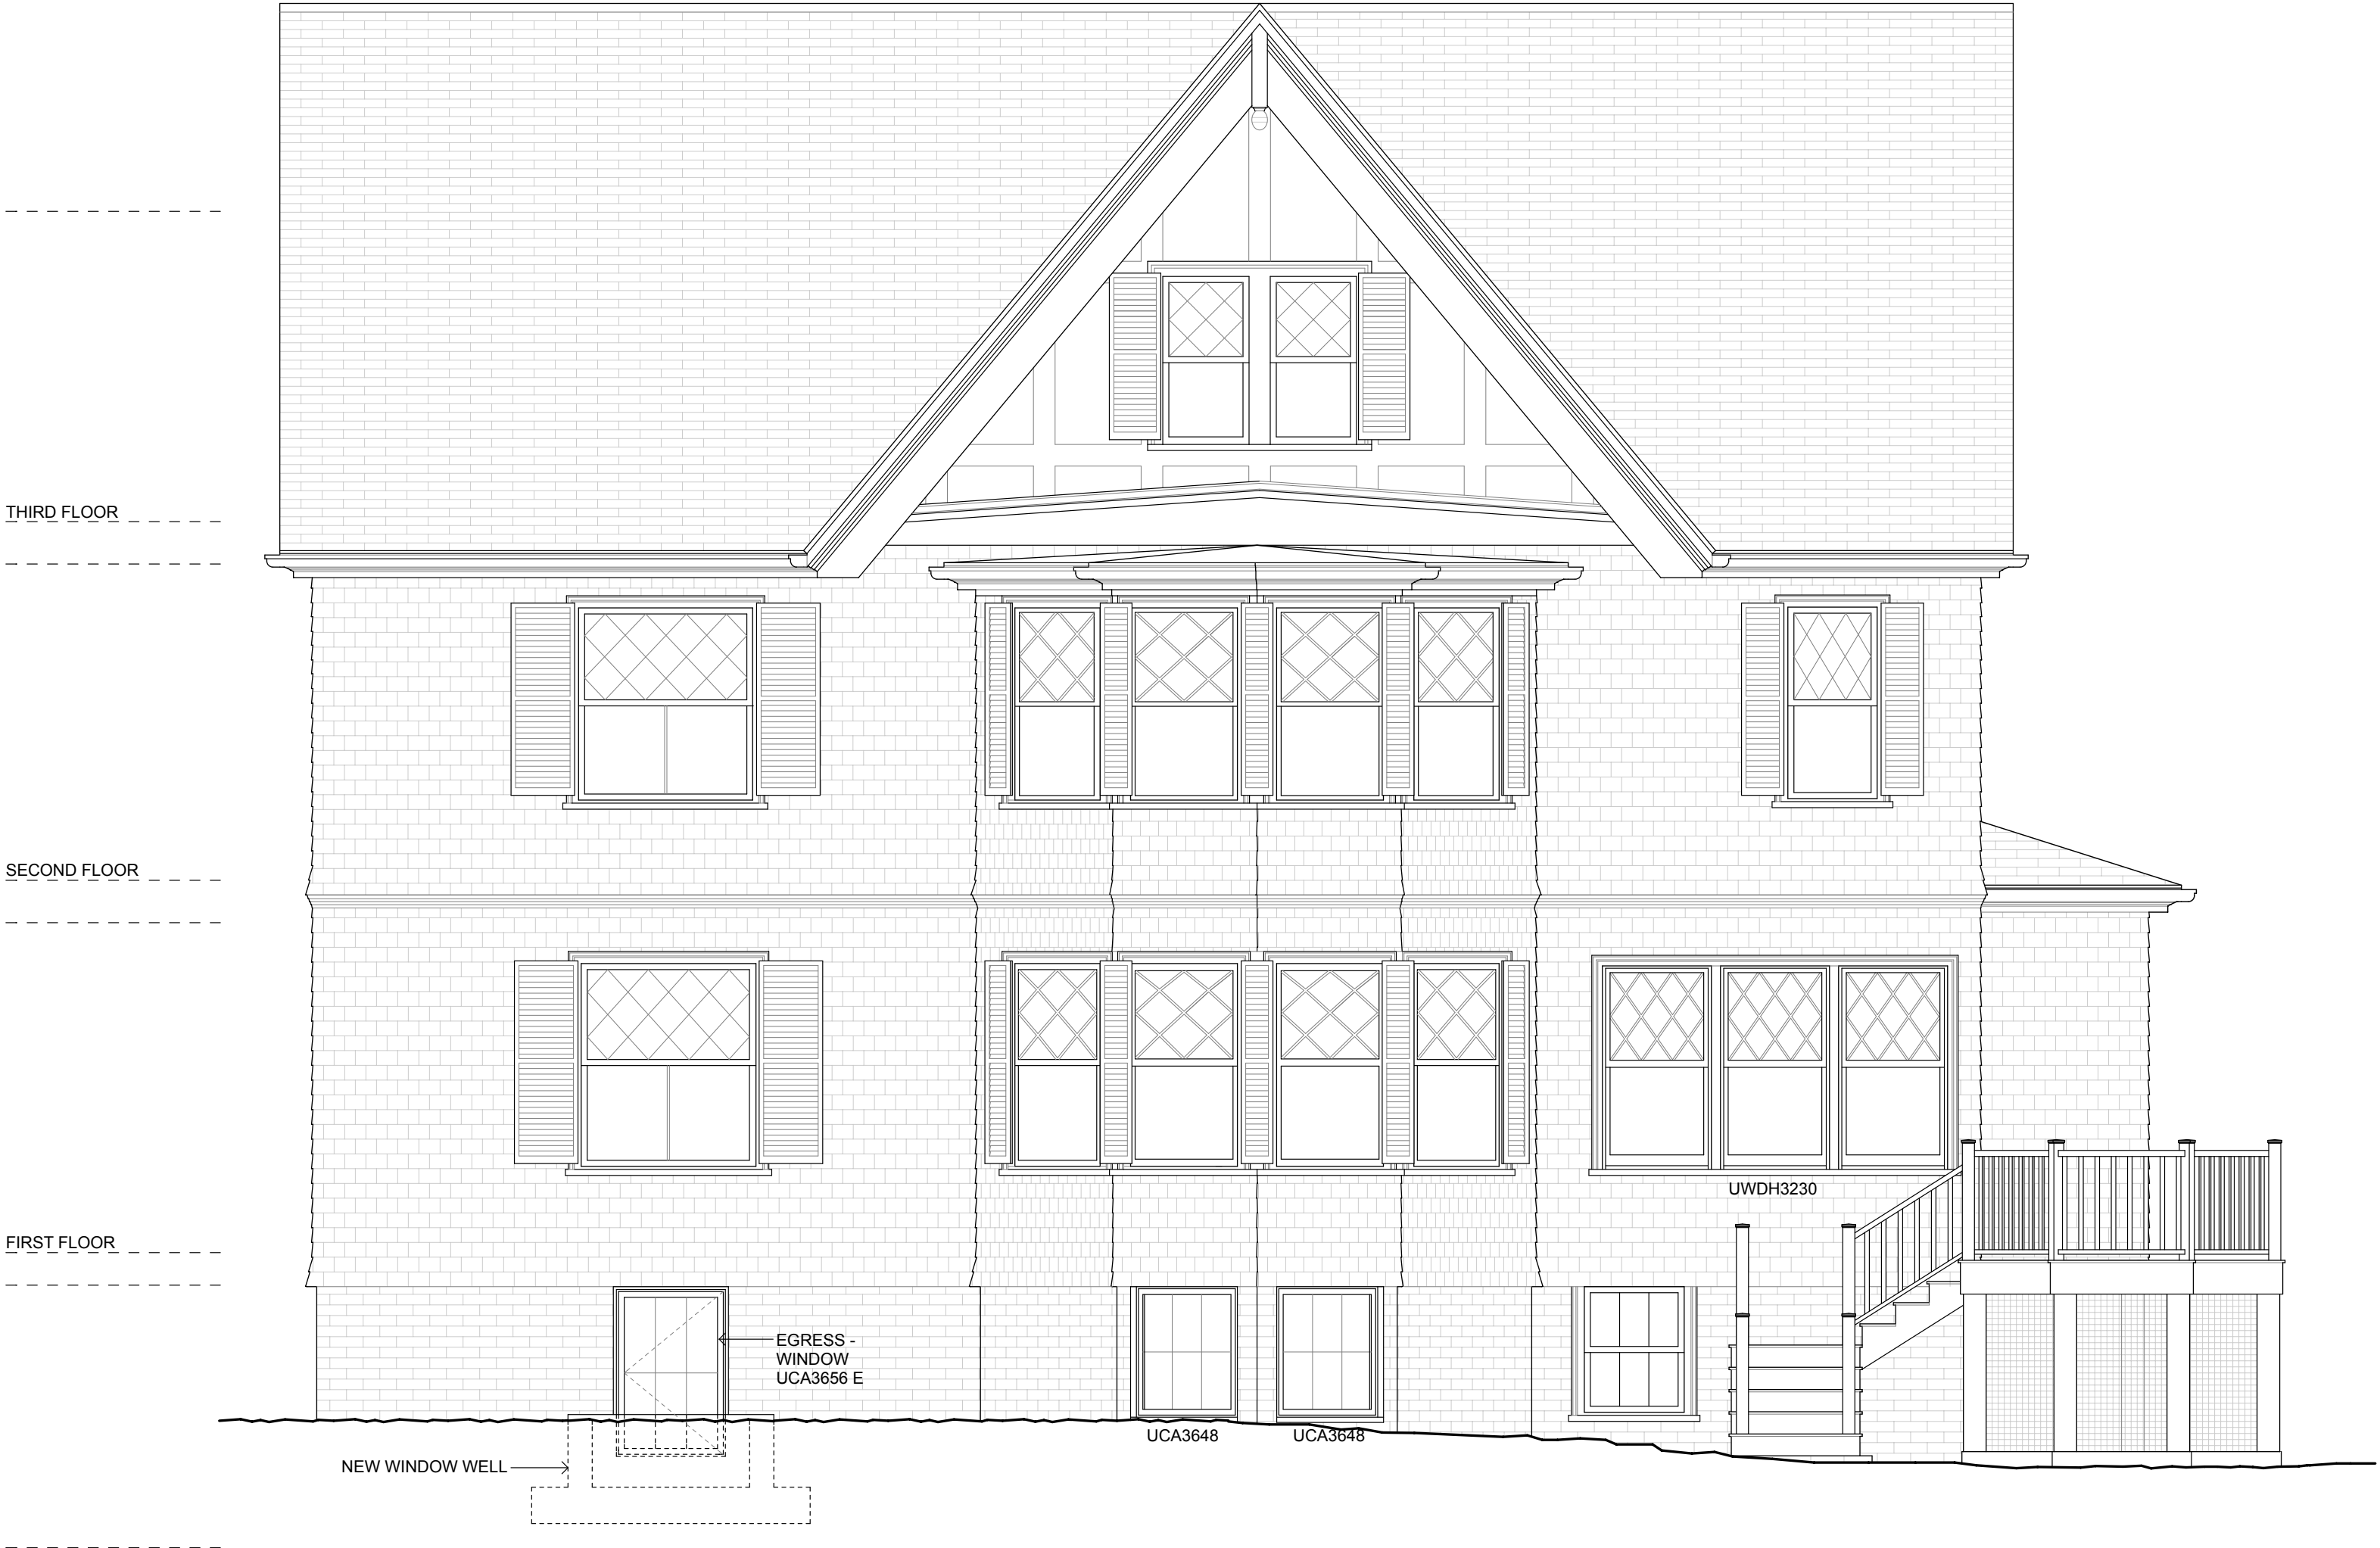 THIRD FLOOR
SECOND FLOOR
UWDH3230
FIRST FLOOR
EGRESS -
WINDOW
UCA3656 E
UCA3648
UCA3648
NEW WINDOW WELL